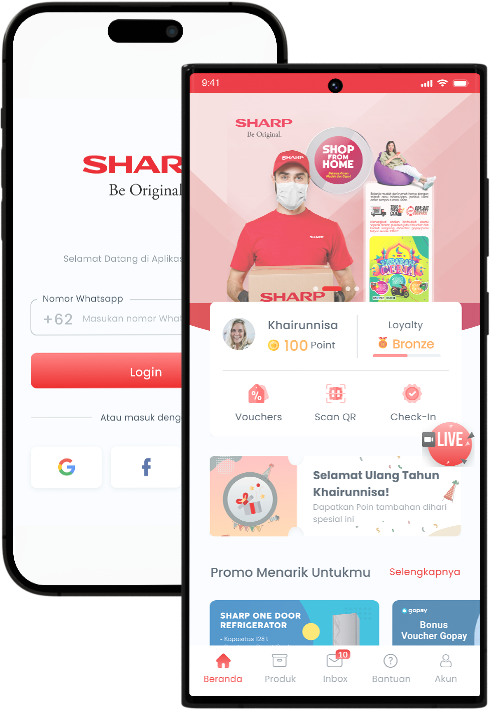 SHARP
Be Original.
Selamat Datang di Aplikas
Nomor Whatsapp
+62 Masukan nomor What
Login
Atau masuk deng
G
f
9:41
SHARP
Be Original.
SHOP
FROM
HOME
SHARP
SHARP
Khairunnisa
100 Point
Loyalty
Bronze
Vouchers
Scan QR
Check-In
LIVE
Selamat Ulang Tahun
Khairunnisa!
Dapatkan Poin tambahan dihari
spesial ini
Promo Menarik Untukmu
Selengkapnya
SHARP ONE DOOR
REFRIGERATOR
- Kapasitas 128 L
gopay
Bonus
Voucher Gopay
10
Beranda
Produk
Inbox
Bantuan
Akun